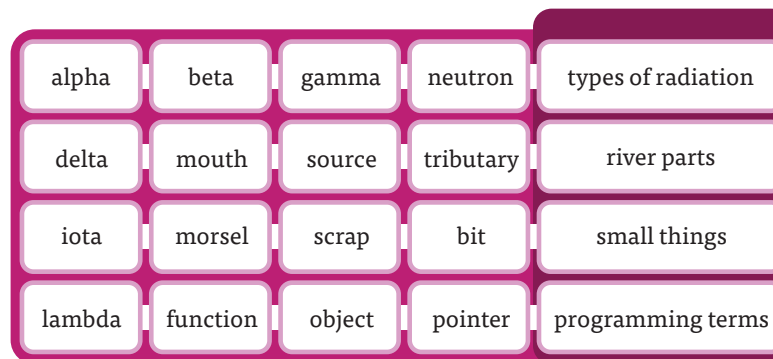 alpha beta gamma neutron types of radiation
delta mouth source tributary river parts
iota morsel scrap bit small things
lambda function object pointer programming terms